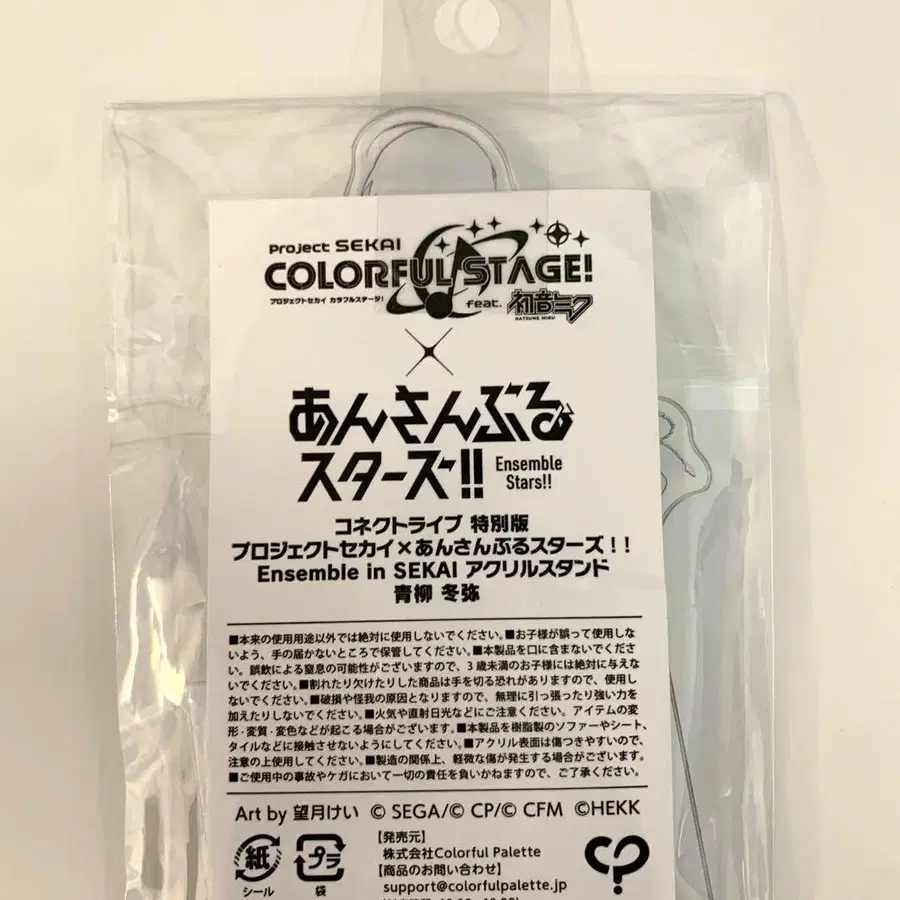 Project SEKAI
COLORFUL STAGE!
プロジェクトセカイ カラフルステージ!
feat. 初音ミク
HATSUNE MIKU
×
あんさんぶる
スターズ!!
Ensemble
Stars!!
コネクトライブ 特別版
プロジェクトセカイ×あんさんぶるスターズ!!
Ensemble in SEKAI アクリルスタンド
青柳 冬弥
■本来の使用用途以外では絶対に使用しないでください。■お子様が誤って使用しな
いよう、手の届かないところで保管してください。■本製品を口に含まないでくださ
い。誤飲による窒息の可能性がございますので、3歳未満のお子様には絶対に与えな
いでください。■割れたり欠けたりした商品は手を切る恐れがありますので、使用し
ないでください。■破損や怪我の原因となりますので、無理に引っ張ったり強い力を
加えたりしないでください。■火気や直射日光などにご注意ください。アイテムの変
形・変質・変色などが起こる場合がございます。■本製品を樹脂製のソファーやシート、
タイルなどに接触させないようにしてください。■アクリル表面は傷つきやすいので、
注意の上使用してください。■製造の関係上、軽微な傷が発生する場合がございます。
■ご使用中の事故やケガにおいて一切の責任を負いかねますので、ご了承ください。
Art by 望月けい © SEGA/© CP/© CFM ©HEKK
紙
シール
プラ
袋
【発売元】
株式会社Colorful Palette
【商品のお問い合わせ】
support@colorfulpalette.jp